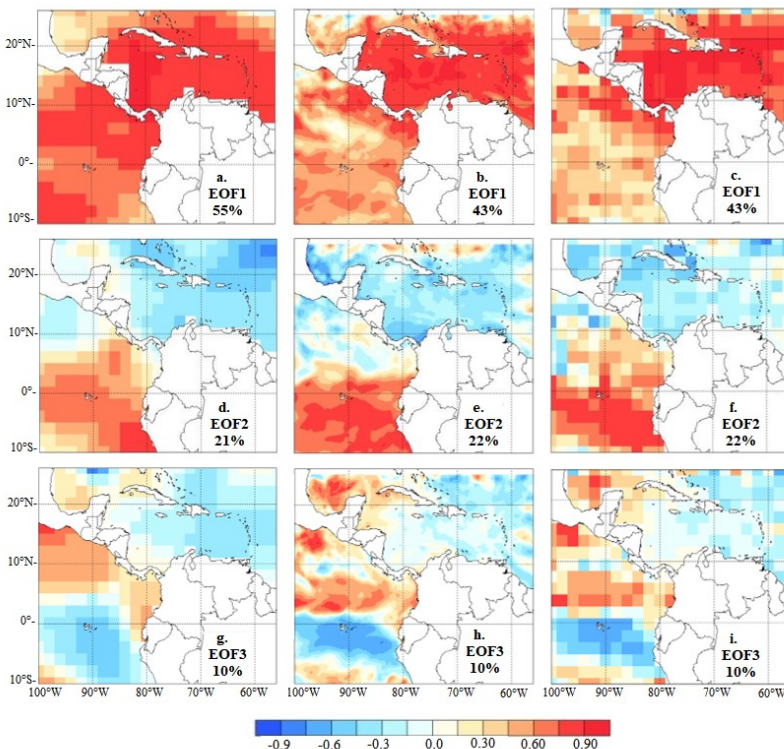 20°N-
10°N-
0°-
10°S-
a.
EOF1
55%
b.
EOF1
43%
c.
EOF1
43%
20°N-
10°N-
0°-
10°S-
d.
EOF2
21%
e.
EOF2
22%
f.
EOF2
22%
20°N-
10°N-
0°-
10°S-
g.
EOF3
10%
h.
EOF3
10%
i.
EOF3
10%
100°W 90°W 80°W 70°W 60°W 100°W 90°W 80°W 70°W 60°W 100°W 90°W 80°W 70°W 60°W
-0.9 -0.6 -0.3 0.0 0.30 0.60 0.90